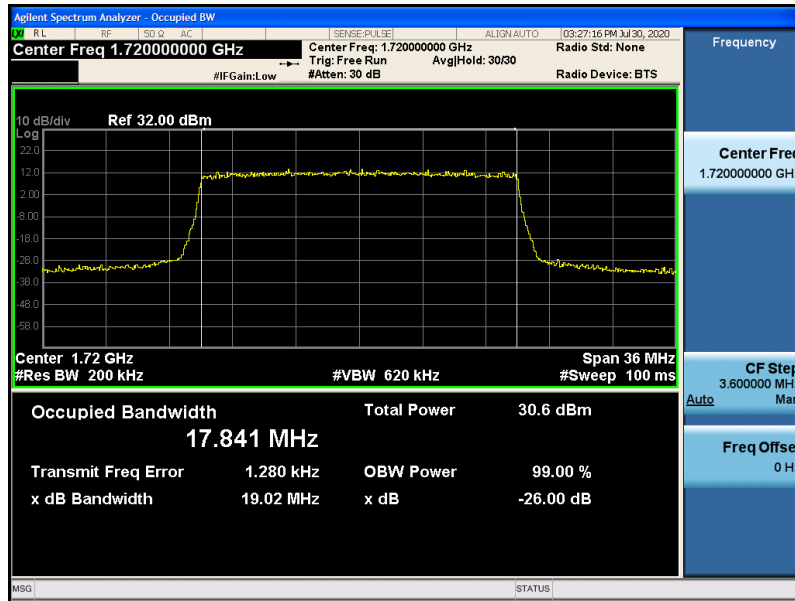 Agilent Spectrum Analyzer - Occupied BW
LXI RL RF 50 Ω AC SENSE:PULSE ALIGN AUTO 03:27:16 PM Jul 30, 2020
Center Freq 1.720000000 GHz
Center Freq: 1.720000000 GHz
Radio Std: None
Trig: Free Run Avg|Hold: 30/30
#IFGain:Low #Atten: 30 dB Radio Device: BTS
10 dB/div Ref 32.00 dBm
Log
22.0
12.0
2.00
-8.00
-18.0
-28.0
-38.0
-48.0
-58.0
Center 1.72 GHz Span 36 MHz
#Res BW 200 kHz #VBW 620 kHz #Sweep 100 ms
Occupied Bandwidth Total Power 30.6 dBm
17.841 MHz
Transmit Freq Error 1.280 kHz OBW Power 99.00 %
x dB Bandwidth 19.02 MHz x dB -26.00 dB
MSG STATUS
Frequency
Center Freq
1.720000000 GH
CF Step
3.600000 MH
Auto Man
Freq Offse
0 H